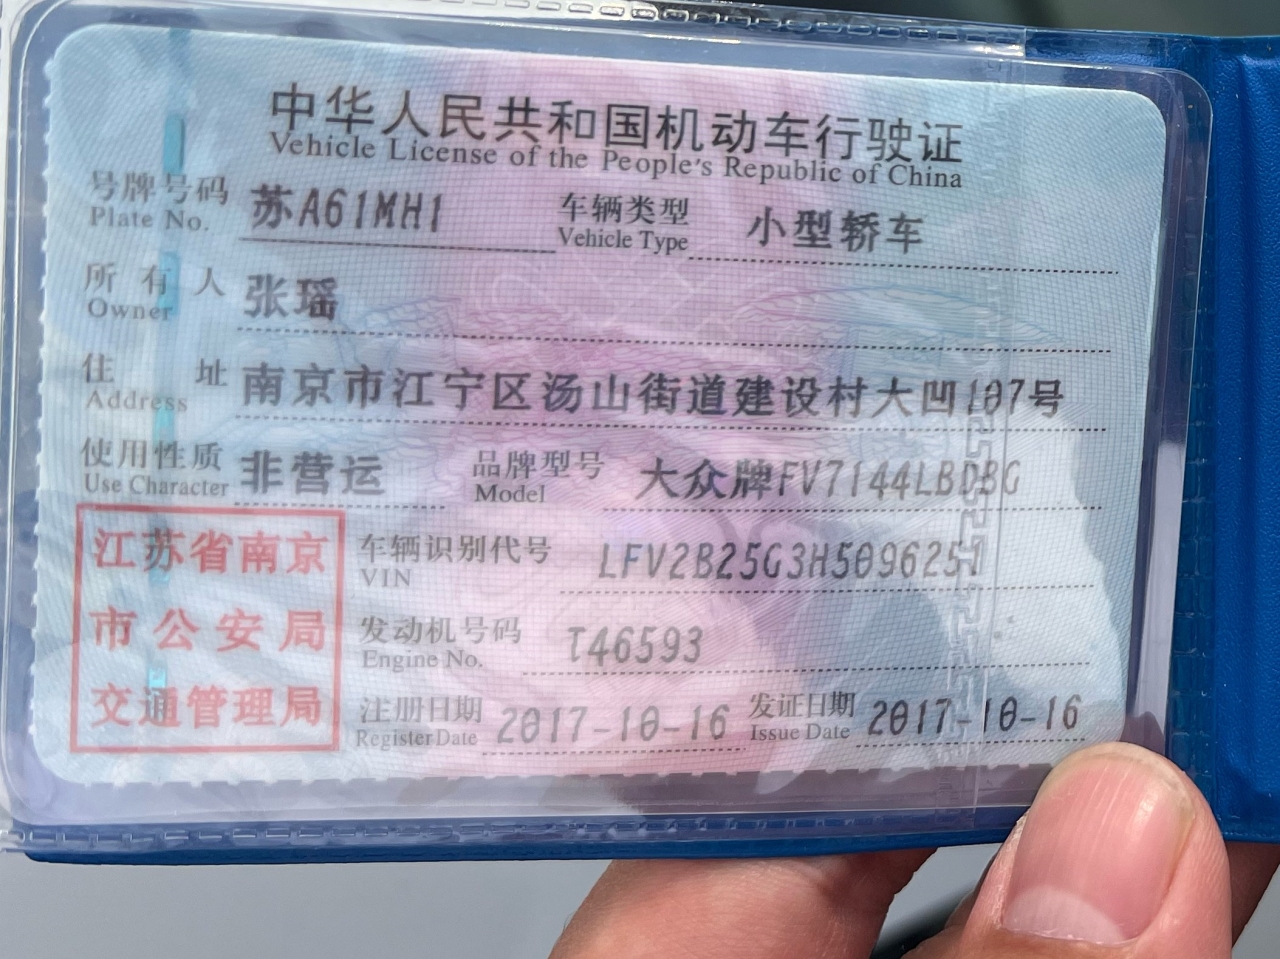 中华人民共和国机动车行驶证
Vehicle License of the People's Republic of China
号牌号码 苏A61MH1 车辆类型 小型轿车
Plate No. Vehicle Type
所有人 张瑶
Owner
住址 南京市江宁区汤山街道建设村大凹107号
Address
使用性质 非营运 品牌型号 大众牌FV7144LBDBG
Use Character Model
江苏省南京
市公安局
交通管理局
车辆识别代号 LFV2B25G3H5096251
VIN
发动机号码 T46593
Engine No.
注册日期 2017-10-16 发证日期 2017-10-16
Register Date Issue Date